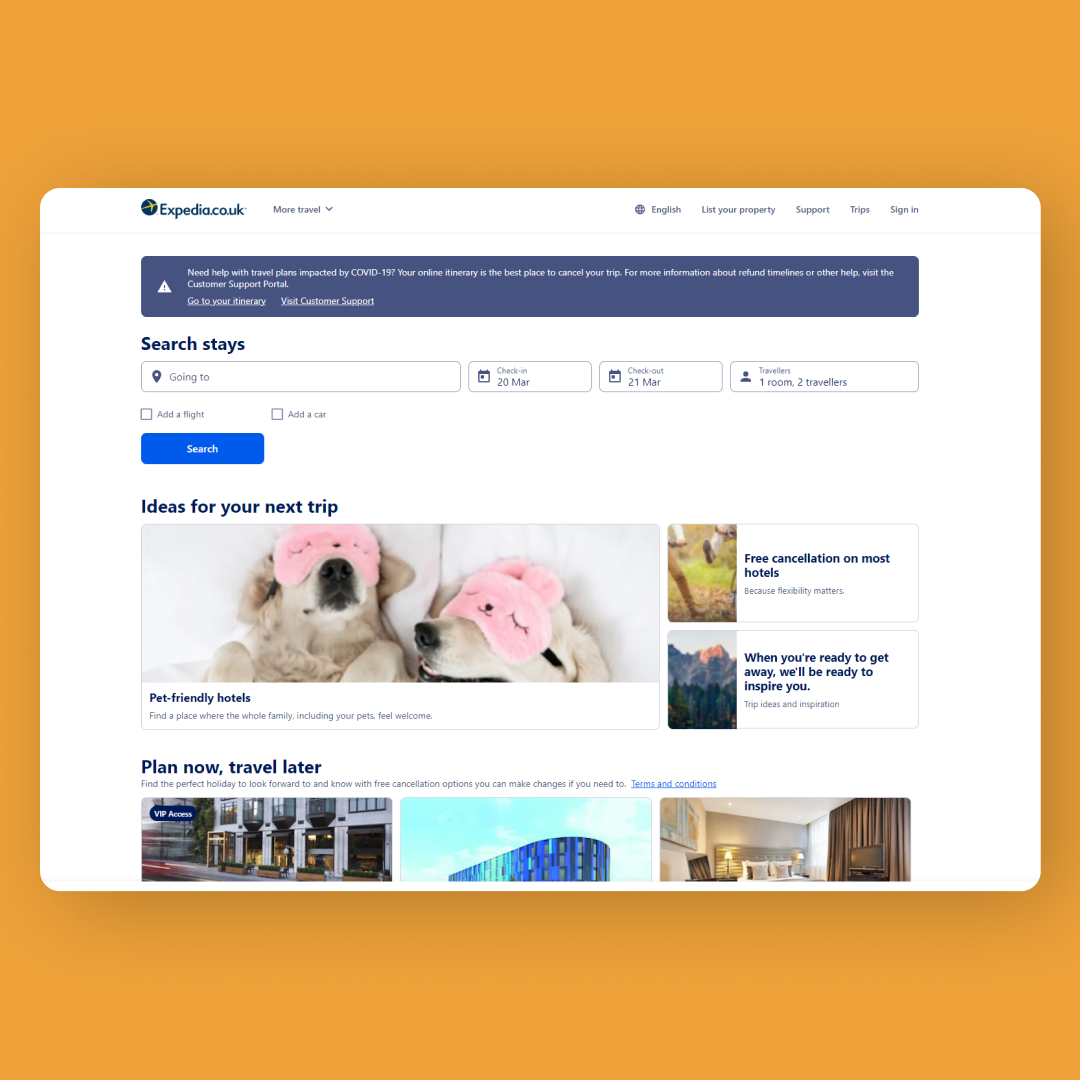 Expedia.co.uk
More travel
English
List your property
Support
Trips
Sign in
Need help with travel plans impacted by COVID-19? Your online itinerary is the best place to cancel your trip. For more information about refund timelines or other help, visit the
Customer Support Portal.
Go to your itinerary
Visit Customer Support
Search stays
Going to
Check-in
20 Mar
Check-out
21 Mar
Travellers
1 room, 2 travellers
Add a flight
Add a car
Search
Ideas for your next trip
Pet-friendly hotels
Find a place where the whole family, including your pets, feel welcome.
Free cancellation on most
hotels
Because flexibility matters.
When you're ready to get
away, we'll be ready to
inspire you.
Trip ideas and inspiration
Plan now, travel later
Find the perfect holiday to look forward to and know with free cancellation options you can make changes if you need to. Terms and conditions
VIP Access